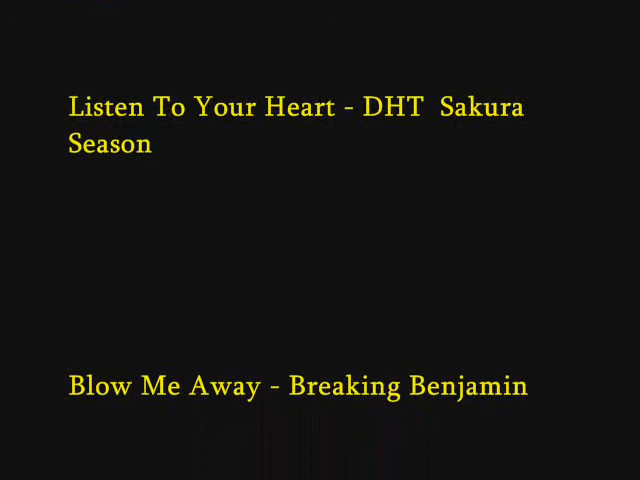 Listen To Your Heart - DHT  Sakura
Season
Blow Me Away - Breaking Benjamin